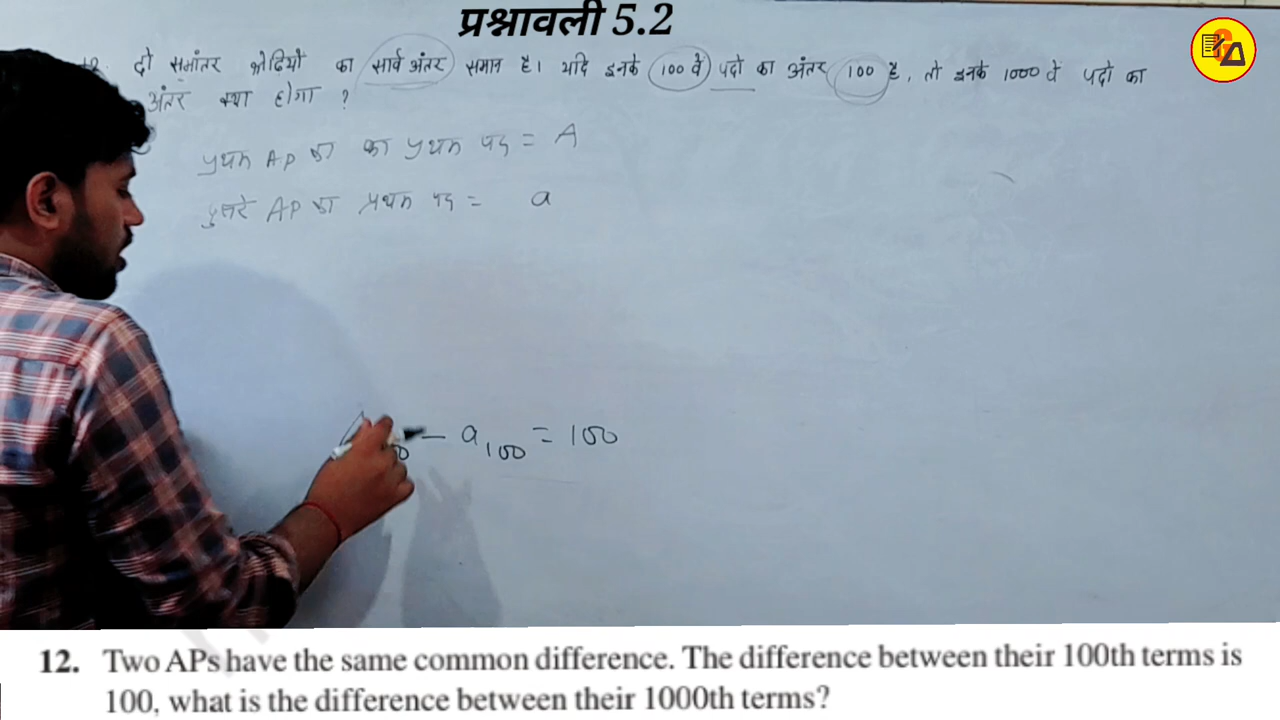 प्रश्नावली 5.2
12. दो समांतर श्रेढियों का सार्व अंतर समान है। यदि इनके 100 वें पदों का अंतर 100 है, तो इनके 1000 वें पदों का
अंतर क्या होगा ?
प्रथम AP का का प्रथम पद = A
दुसरे AP का प्रथम पद = a
– a100 = 100
12. Two APs have the same common difference. The difference between their 100th terms is
100, what is the difference between their 1000th terms?